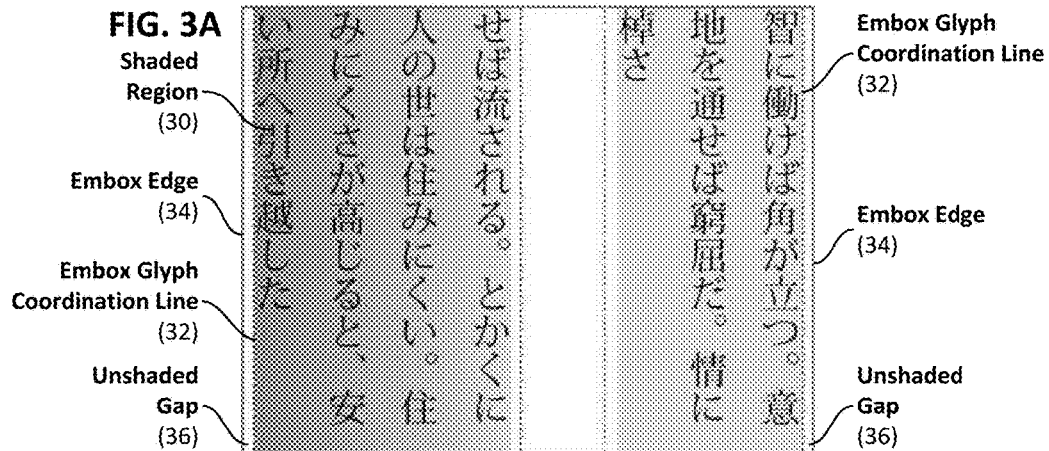 FIG. 3A
Shaded
Region
(30)
Embox Edge
(34)
Embox Glyph
Coordination Line
(32)
Unshaded
Gap
(36)
智に働けば角が立つ。意
地を通せば窮屈だ。情に
棹さ
せば流される。とかくに
人の世は住みにくい。住
みにくさが高じると、安
い所へ引き越した
Embox Glyph
Coordination Line
(32)
Embox Edge
(34)
Unshaded
Gap
(36)